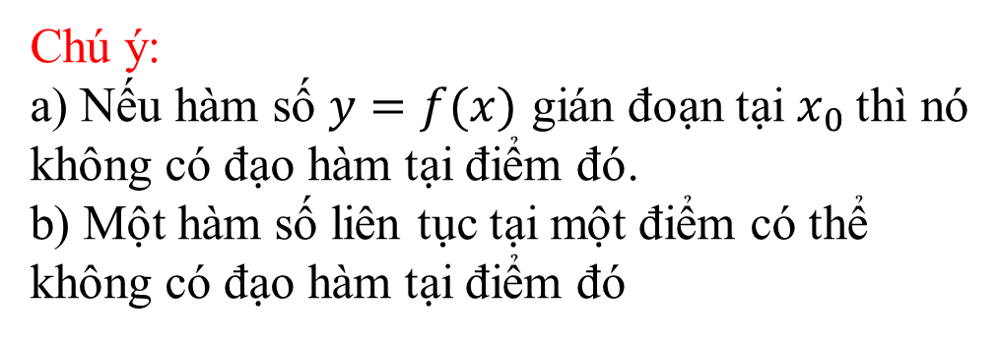 Chú ý:
a) Nếu hàm số y = f(x) gián đoạn tại x₀ thì nó
không có đạo hàm tại điểm đó.
b) Một hàm số liên tục tại một điểm có thể
không có đạo hàm tại điểm đó